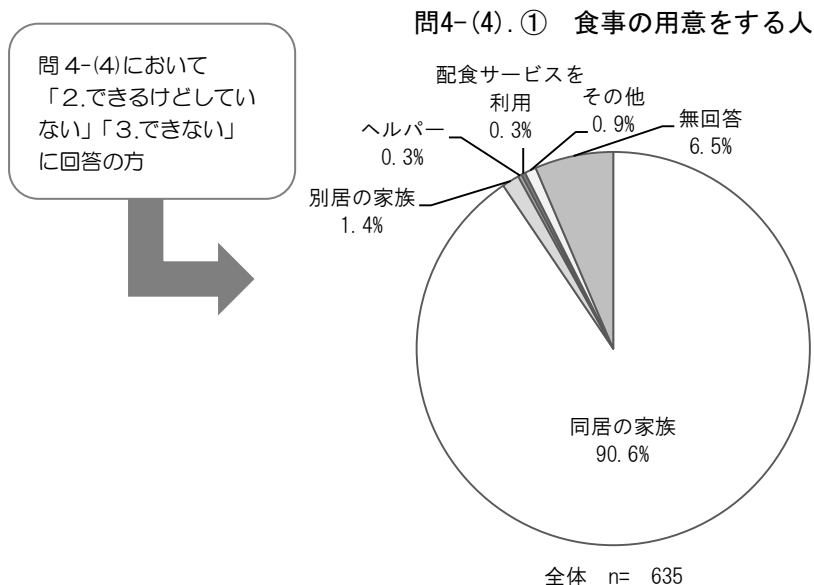 問4-(4).① 食事の用意をする人
問 4-(4)において
「２.できるけどしてい
ない」「３.できない」
に回答の方
配食サービスを
利用
0.3%
その他
0.9%
無回答
6.5%
ヘルパー
0.3%
別居の家族
1.4%
同居の家族
90.6%
全体 n= 635